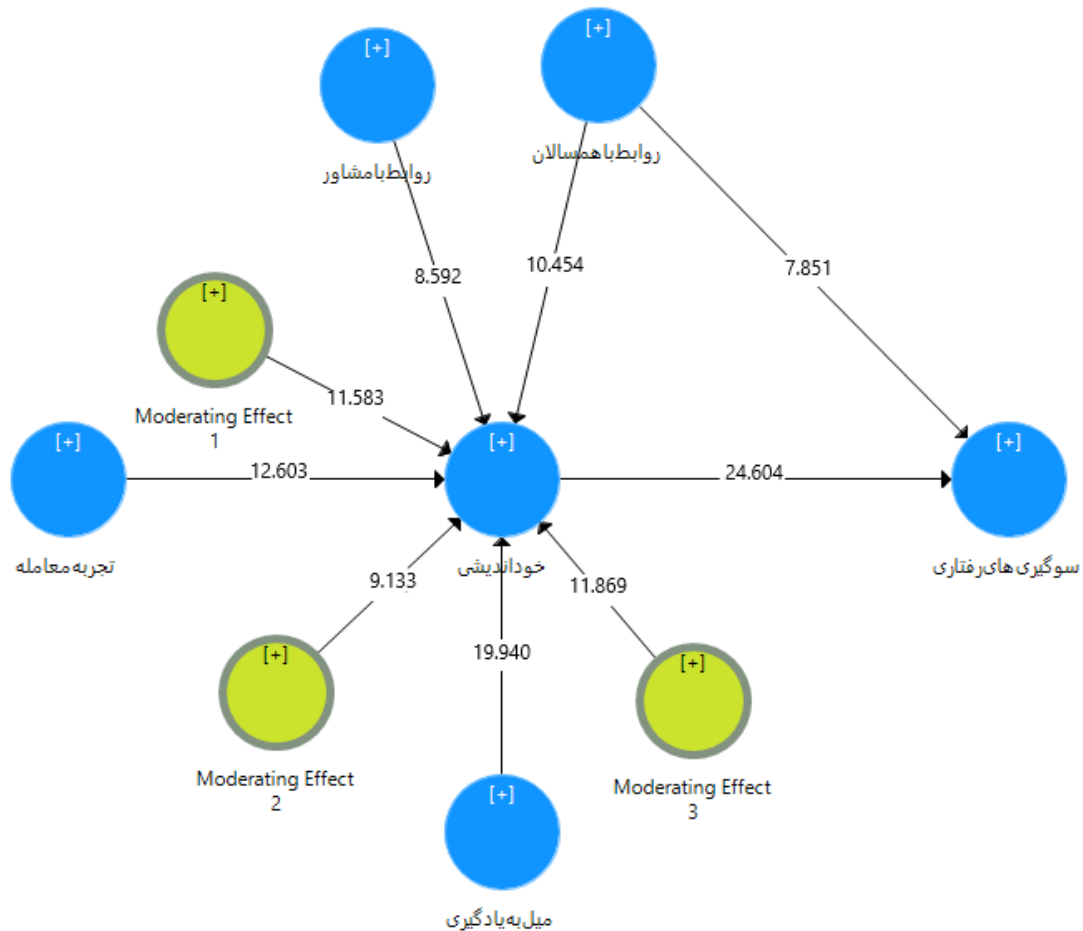 [+]
[+]
روابط‌با‌همسالان
روابط‌با‌مشاور
8.592
10.454
7.851
[+]
11.583
Moderating Effect
1
[+]
[+]
[+]
12.603
24.604
تجربه‌معامله
خوداندیشی
سوگیری‌های‌رفتاری
9.133
11.869
[+]
19.940
[+]
Moderating Effect
2
Moderating Effect
3
[+]
میل‌به‌یادگیری